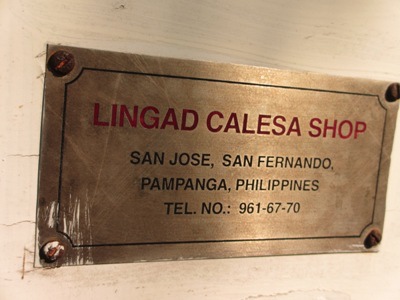 LINGAD CALESA SHOP
SAN JOSE, SAN FERNANDO,
PAMPANGA, PHILIPPINES
TEL. NO.: 961-67-70